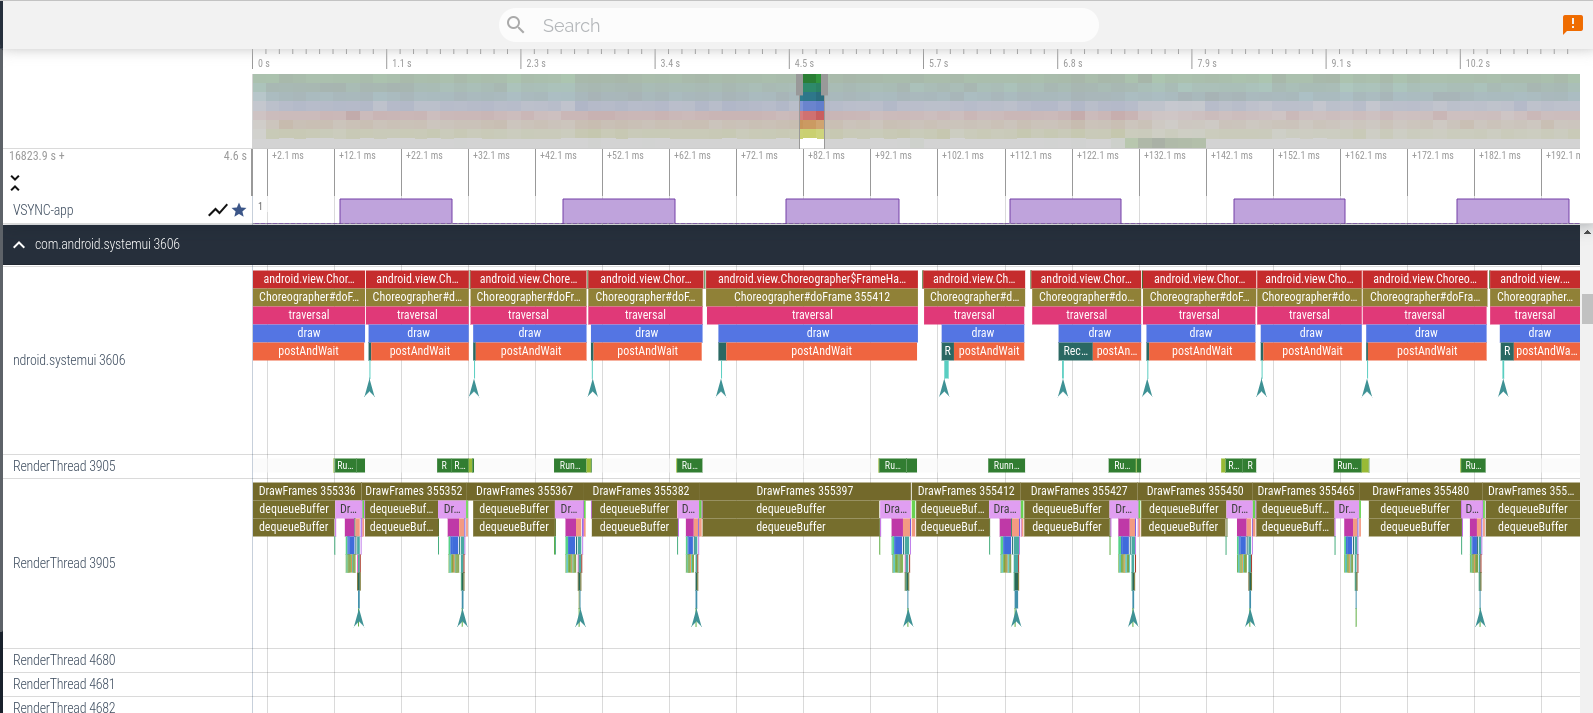 Search
0 s 1.1 s 2.3 s 3.4 s 4.5 s 5.7 s 6.8 s 7.9 s 9.1 s 10.2 s
16823.9 s + 4.6 s +2.1 ms +12.1 ms +22.1 ms +32.1 ms +42.1 ms +52.1 ms +62.1 ms +72.1 ms +82.1 ms +92.1 ms +102.1 ms +112.1 ms +122.1 ms +132.1 ms +142.1 ms +152.1 ms +162.1 ms +172.1 ms +182.1 ms +192.1 m
VSYNC-app 1
com.android.systemui 3606
android.view.Chor... android.view.Ch... android.view.Chore... android.view.Chor... android.view.Choreographer$FrameHa... android.view.Ch... android.view.Chor... android.view.Chor... android.view.Cho... android.view.Choreo... android.view....
Choreographer#doF... Choreographer#d... Choreographer#doFr... Choreographer#doF... Choreographer#doFrame 355412 Choreographer#d... Choreographer#do... Choreographer#doF... Choreographer#do... Choreographer#doFra... Choreographer...
traversal traversal traversal traversal traversal traversal traversal traversal traversal traversal traversal
draw draw draw draw draw draw draw draw draw draw draw
postAndWait postAndWait postAndWait postAndWait postAndWait R postAndWait Rec... postAn... postAndWait postAndWait postAndWait R postAndWa...
ndroid.systemui 3606
RenderThread 3905 Ru... R R... Run... Ru... Ru... Runn... Ru... R... R Run... Ru...
DrawFrames 355336 DrawFrames 355352 DrawFrames 355367 DrawFrames 355382 DrawFrames 355397 DrawFrames 355412 DrawFrames 355427 DrawFrames 355450 DrawFrames 355465 DrawFrames 355480 DrawFrames 355...
dequeueBuffer Dr... dequeueBuf... Dr... dequeueBuffer Dr... dequeueBuffer D... dequeueBuffer Dra... dequeueBuf... Dra... dequeueBuffer Dr... dequeueBuffer Dr... dequeueBuf... Dr... dequeueBuffer D... dequeueBuffer
dequeueBuffer dequeueBuff... dequeueBuffer dequeueBuffer dequeueBuffer dequeueBuf... dequeueBuffer dequeueBuffer dequeueBuff... dequeueBuffer dequeueBuffer
RenderThread 3905
RenderThread 4680
RenderThread 4681
RenderThread 4682